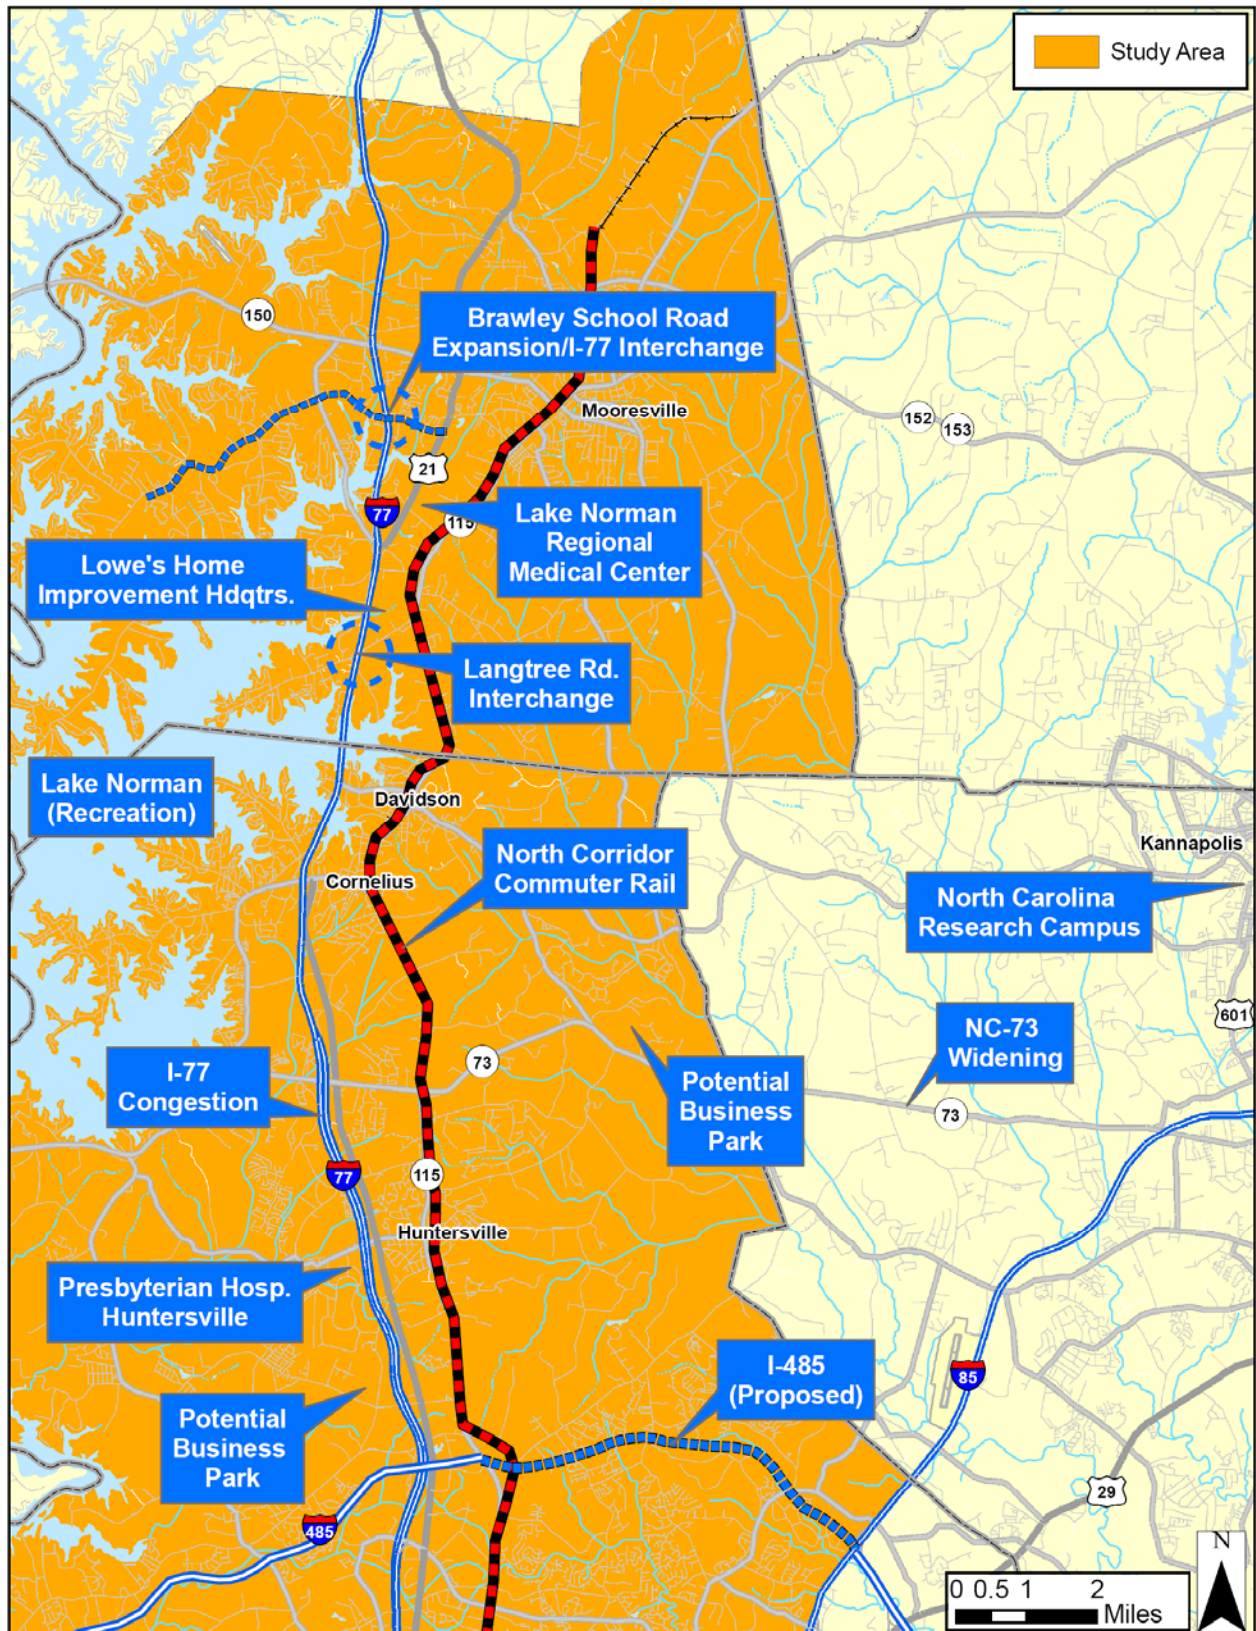 Study Area
150
Brawley School Road
Expansion/I-77 Interchange
Mooresville
152
153
21
77
115
Lake Norman
Regional
Medical Center
Lowe's Home
Improvement Hdqtrs.
Langtree Rd.
Interchange
Lake Norman
(Recreation)
Davidson
Kannapolis
North Corridor
Commuter Rail
Cornelius
North Carolina
Research Campus
601
NC-73
Widening
I-77
Congestion
73
Potential
Business
Park
73
77
115
Huntersville
Presbyterian Hosp.
Huntersville
I-485
(Proposed)
85
Potential
Business
Park
29
485
N
0 0.5 1 2
Miles